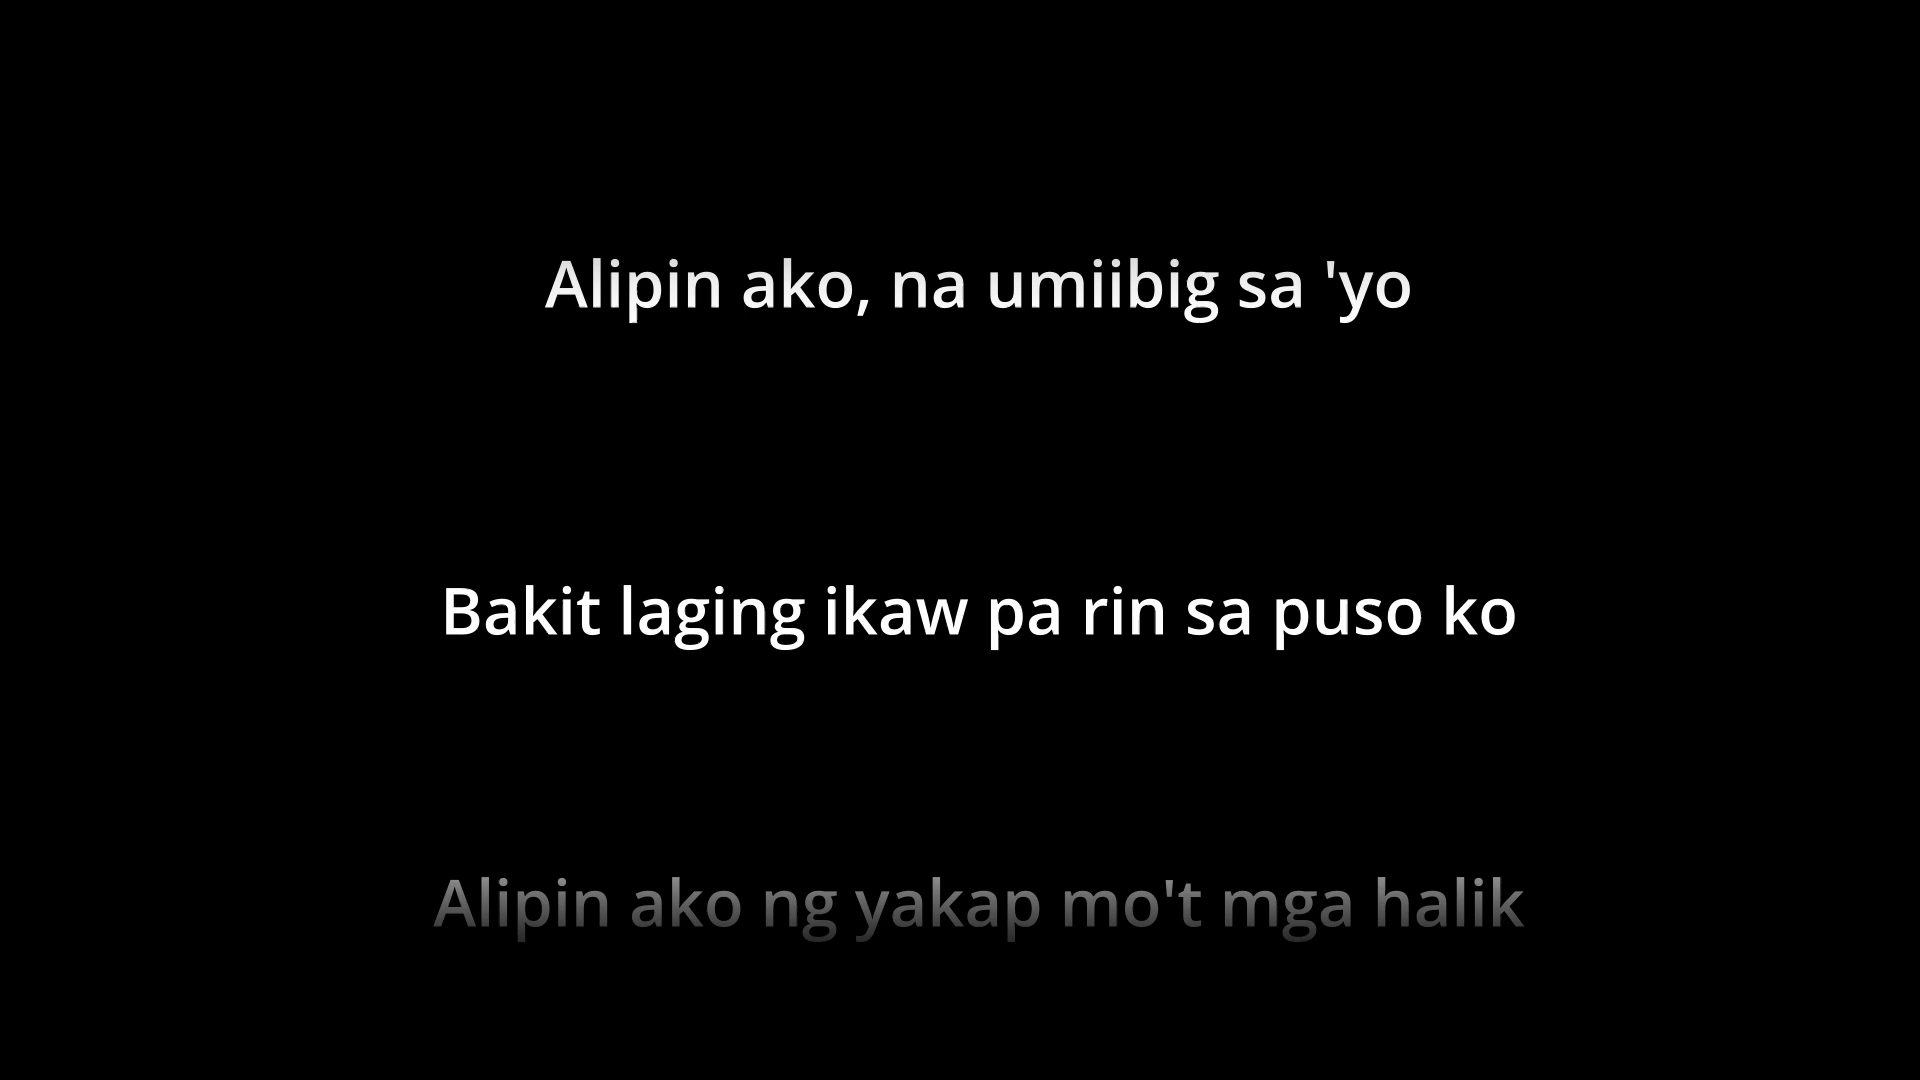 Alipin ako, na umiibig sa 'yo
Bakit laging ikaw pa rin sa puso ko
Alipin ako ng yakap mo't mga halik